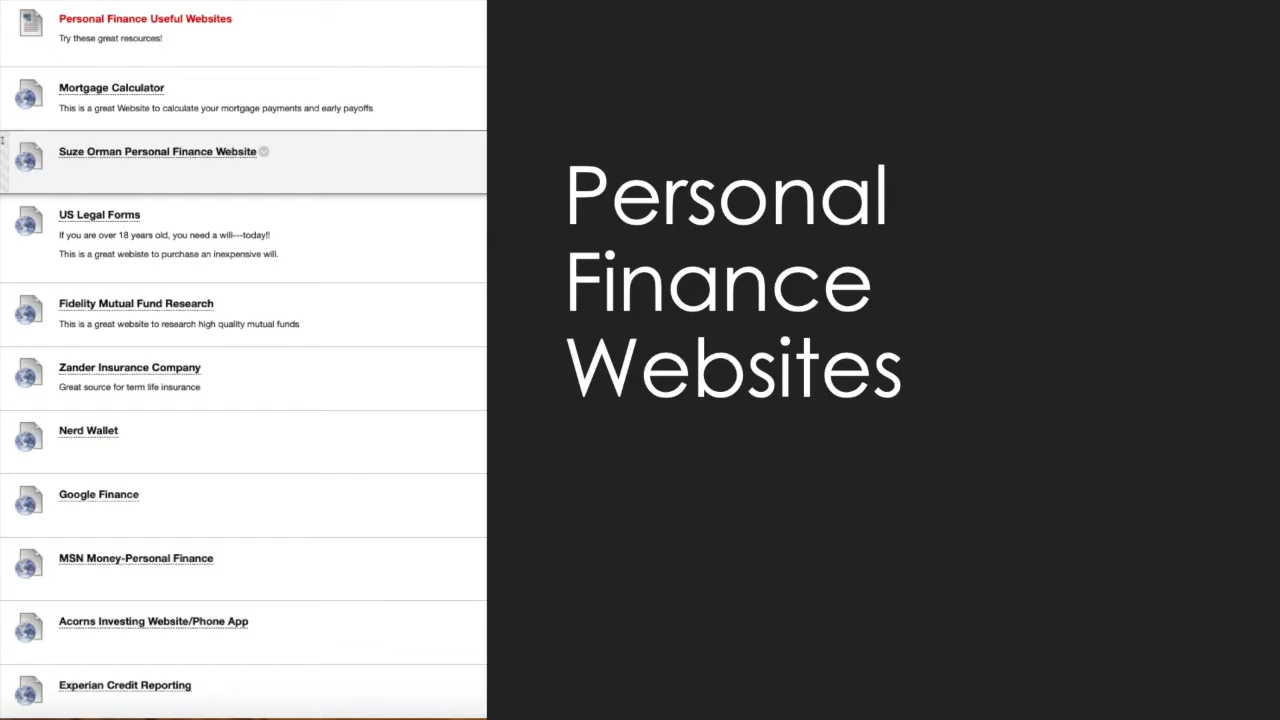 Personal Finance Useful Websites
Try these great resources!
Mortgage Calculator
This is a great Website to calculate your mortgage payments and early payoffs
Suze Orman Personal Finance Website
US Legal Forms
If you are over 18 years old, you need a will---today!!
This is a great webiste to purchase an inexpensive will.
Fidelity Mutual Fund Research
This is a great website to research high quality mutual funds
Zander Insurance Company
Great source for term life insurance
Nerd Wallet
Google Finance
MSN Money-Personal Finance
Acorns Investing Website/Phone App
Experian Credit Reporting
Personal
Finance
Websites